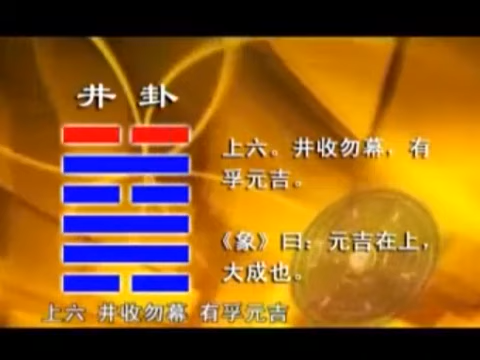 井卦
上六。井收勿幕，有
孚元吉。
《象》曰：元吉在上，
大成也。
上六 井收勿幕 有孚元吉